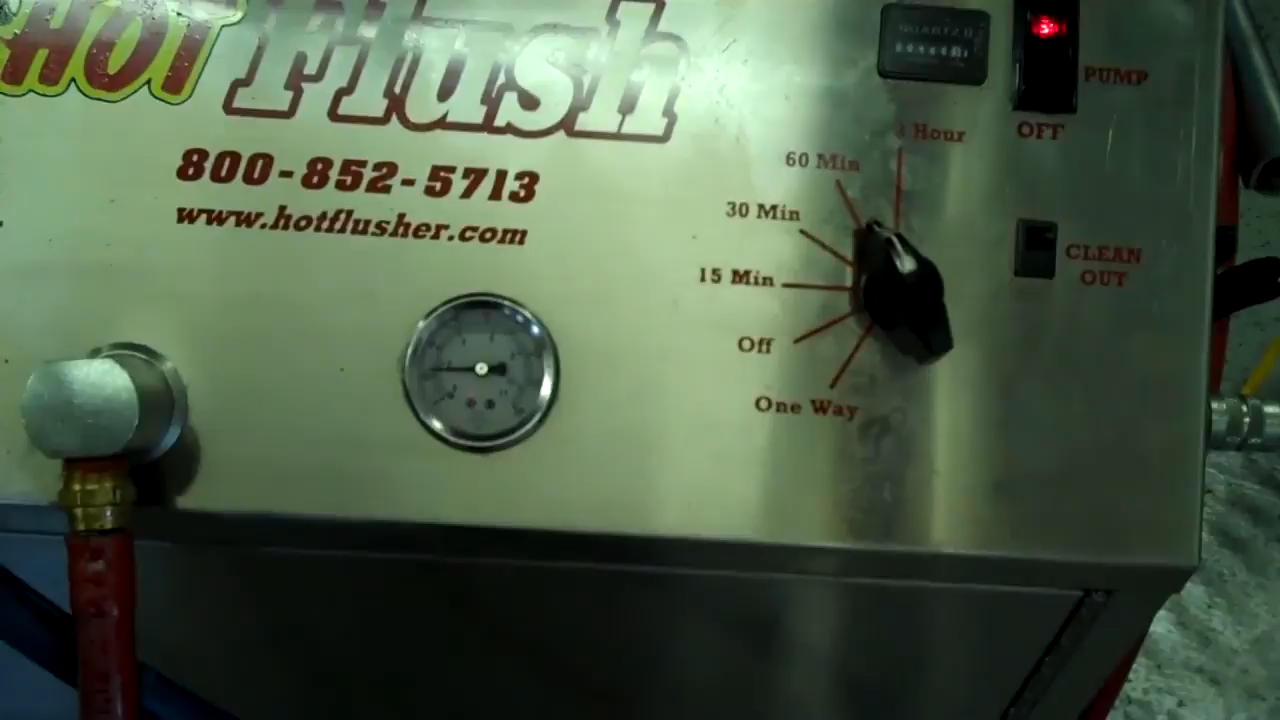 HOT Flush
800-852-5713
www.hotflusher.com
QUARTZ
PUMP
OFF
Hour
60 Min
30 Min
15 Min
Off
One Way
CLEAN
OUT